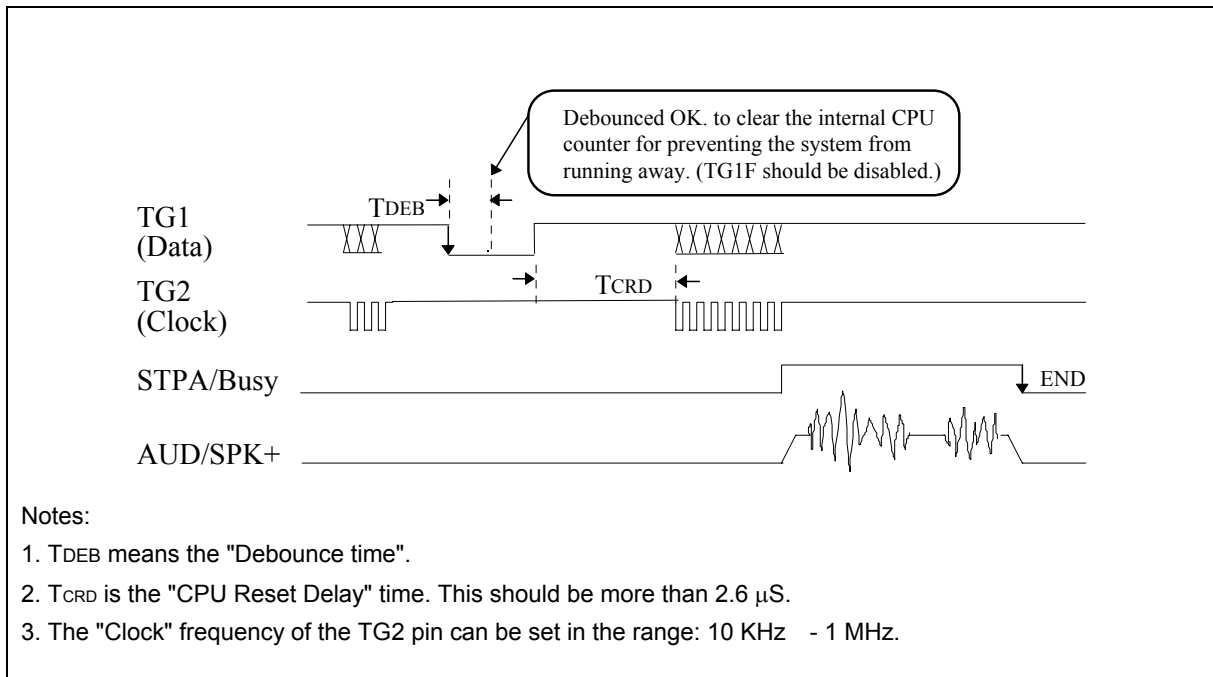 Debounced OK. to clear the internal CPU
counter for preventing the system from
running away. (TG1F should be disabled.)
TDEB
TG1
(Data)
TCRD
TG2
(Clock)
STPA/Busy
END
AUD/SPK+
Notes:
1. TDEB means the "Debounce time".
2. TCRD is the "CPU Reset Delay" time. This should be more than 2.6 μS.
3. The "Clock" frequency of the TG2 pin can be set in the range: 10 KHz - 1 MHz.